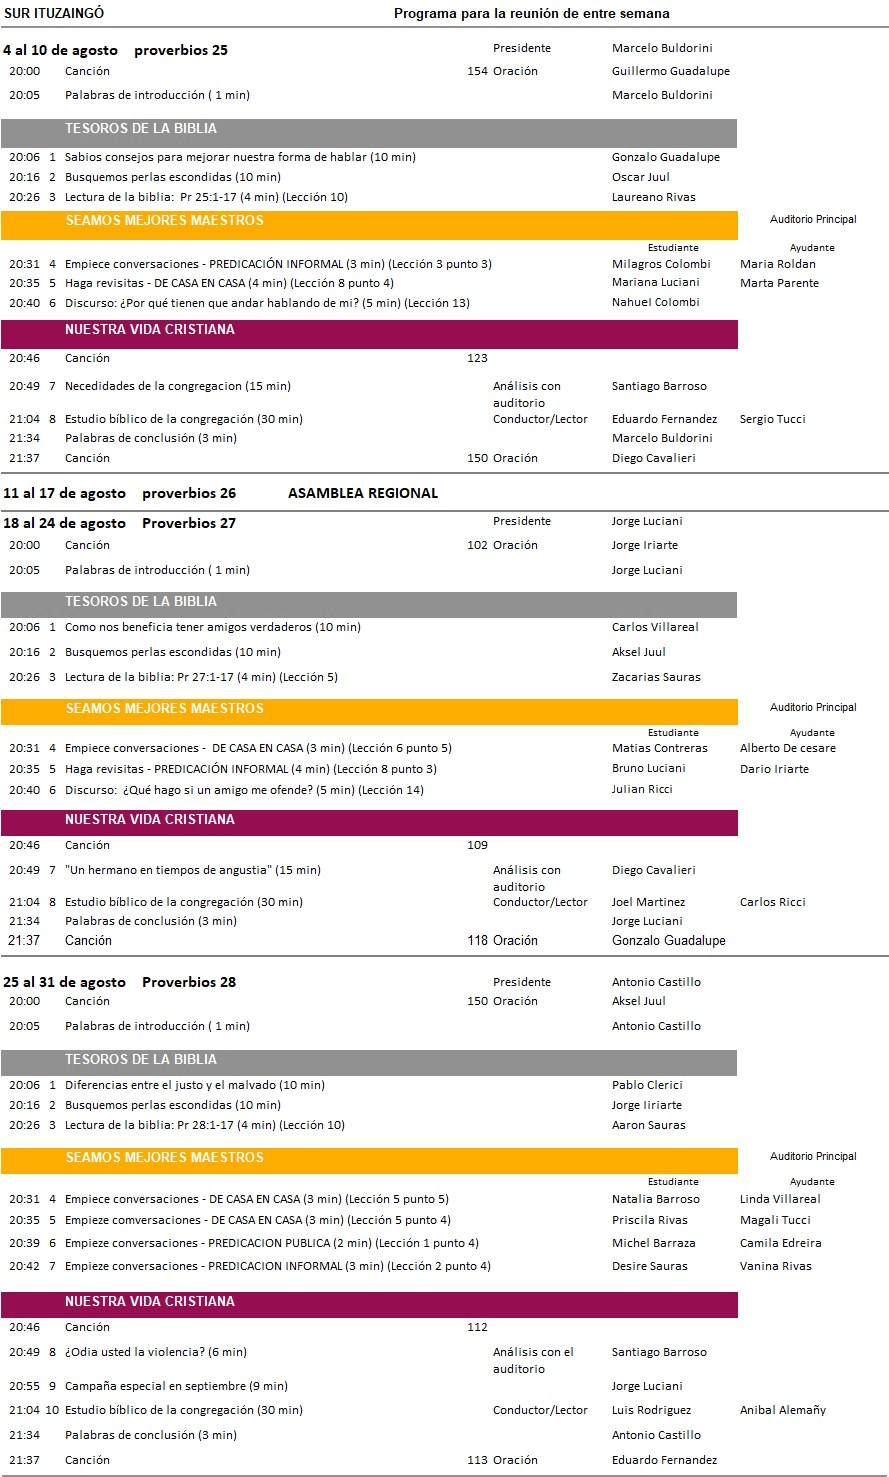 SUR ITUZAINGÓ Programa para la reunión de entre semana
4 al 10 de agosto proverbios 25 Presidente Marcelo Buldorini
20:00 Canción 154 Oración Guillermo Guadalupe
20:05 Palabras de introducción ( 1 min) Marcelo Buldorini
TESOROS DE LA BIBLIA
20:06 1 Sabios consejos para mejorar nuestra forma de hablar (10 min) Gonzalo Guadalupe
20:16 2 Busquemos perlas escondidas (10 min) Oscar Juul
20:26 3 Lectura de la biblia: Pr 25:1-17 (4 min) (Lección 10) Laureano Rivas
SEAMOS MEJORES MAESTROS Auditorio Principal
Estudiante Ayudante
20:31 4 Empiece conversaciones - PREDICACIÓN INFORMAL (3 min) (Lección 3 punto 3) Milagros Colombi Maria Roldan
20:35 5 Haga revisitas - DE CASA EN CASA (4 min) (Lección 8 punto 4) Mariana Luciani Marta Parente
20:40 6 Discurso: ¿Por qué tienen que andar hablando de mi? (5 min) (Lección 13) Nahuel Colombi
NUESTRA VIDA CRISTIANA
20:46 Canción 123
20:49 7 Necedidades de la congregacion (15 min) Análisis con Santiago Barroso
auditorio
21:04 8 Estudio bíblico de la congregación (30 min) Conductor/Lector Eduardo Fernandez Sergio Tucci
21:34 Palabras de conclusión (3 min) Marcelo Buldorini
21:37 Canción 150 Oración Diego Cavalieri
11 al 17 de agosto proverbios 26 ASAMBLEA REGIONAL
18 al 24 de agosto Proverbios 27 Presidente Jorge Luciani
20:00 Canción 102 Oración Jorge Iriarte
20:05 Palabras de introducción ( 1 min) Jorge Luciani
TESOROS DE LA BIBLIA
20:06 1 Como nos beneficia tener amigos verdaderos (10 min) Carlos Villareal
20:16 2 Busquemos perlas escondidas (10 min) Aksel Juul
20:26 3 Lectura de la biblia: Pr 27:1-17 (4 min) (Lección 5) Zacarias Sauras
SEAMOS MEJORES MAESTROS Auditorio Principal
Estudiante Ayudante
20:31 4 Empiece conversaciones - DE CASA EN CASA (3 min) (Lección 6 punto 5) Matias Contreras Alberto De cesare
20:35 5 Haga revisitas - PREDICACIÓN INFORMAL (4 min) (Lección 8 punto 3) Bruno Luciani Dario Iriarte
20:40 6 Discurso: ¿Qué hago si un amigo me ofende? (5 min) (Lección 14) Julian Ricci
NUESTRA VIDA CRISTIANA
20:46 Canción 109
20:49 7 "Un hermano en tiempos de angustia" (15 min) Análisis con Diego Cavalieri
auditorio
21:04 8 Estudio bíblico de la congregación (30 min) Conductor/Lector Joel Martinez Carlos Ricci
21:34 Palabras de conclusión (3 min) Jorge Luciani
21:37 Canción 118 Oración Gonzalo Guadalupe
25 al 31 de agosto Proverbios 28 Presidente Antonio Castillo
20:00 Canción 150 Oración Aksel Juul
20:05 Palabras de introducción ( 1 min) Antonio Castillo
TESOROS DE LA BIBLIA
20:06 1 Diferencias entre el justo y el malvado (10 min) Pablo Clerici
20:16 2 Busquemos perlas escondidas (10 min) Jorge Iiriarte
20:26 3 Lectura de la biblia: Pr 28:1-17 (4 min) (Lección 10) Aaron Sauras
SEAMOS MEJORES MAESTROS Auditorio Principal
Estudiante Ayudante
20:31 4 Empiece conversaciones - DE CASA EN CASA (3 min) (Lección 5 punto 5) Natalia Barroso Linda Villareal
20:35 5 Empieze comversaciones - DE CASA EN CASA (3 min) (Lección 5 punto 4) Priscila Rivas Magali Tucci
20:39 6 Empieze conversaciones - PREDICACION PUBLICA (2 min) (Lección 1 punto 4) Michel Barraza Camila Edreira
20:42 7 Empieze conversaciones - PREDICACION INFORMAL (3 min) (Lección 2 punto 4) Desire Sauras Vanina Rivas
NUESTRA VIDA CRISTIANA
20:46 Canción 112
20:49 8 ¿Odia usted la violencia? (6 min) Análisis con el Santiago Barroso
auditorio
20:55 9 Campaña especial en septiembre (9 min) Jorge Luciani
21:04 10 Estudio bíblico de la congregación (30 min) Conductor/Lector Luis Rodriguez Anibal Alemañy
21:34 Palabras de conclusión (3 min) Antonio Castillo
21:37 Canción 113 Oración Eduardo Fernandez